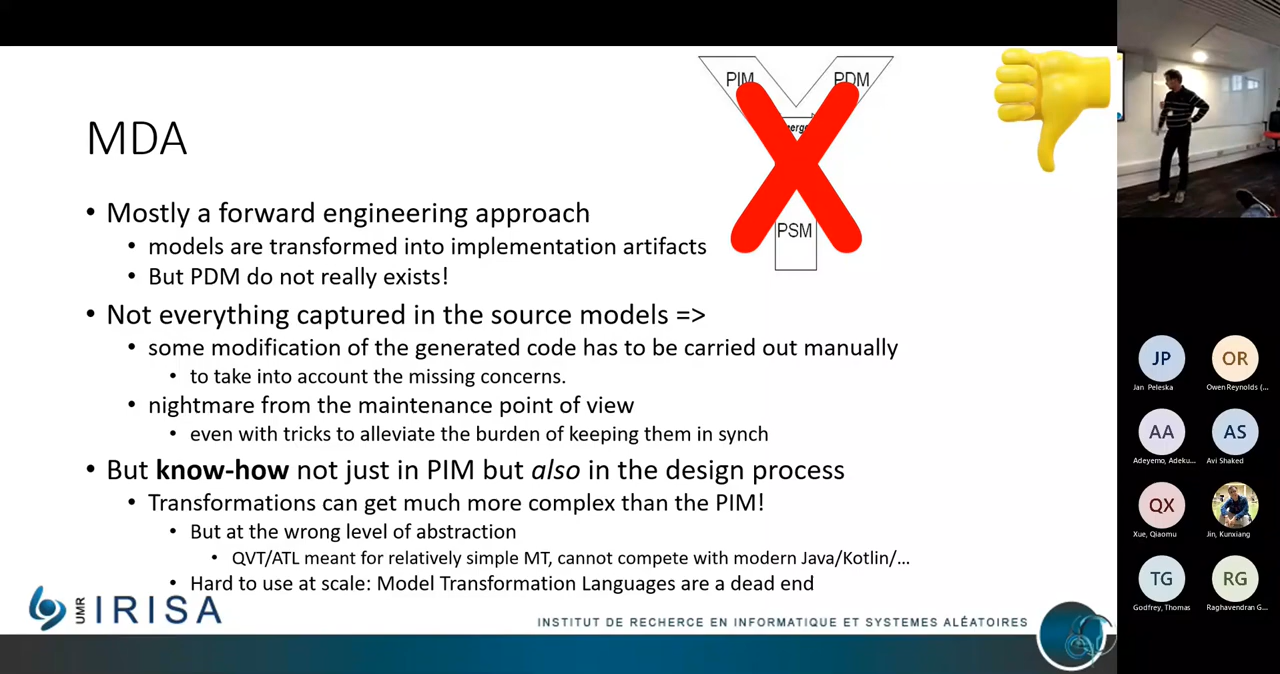 PIM
PDM
MDA
• Mostly a forward engineering approach
• models are transformed into implementation artifacts
PSM
• But PDM do not really exists!
• Not everything captured in the source models =>
• some modification of the generated code has to be carried out manually
• to take into account the missing concerns.
• nightmare from the maintenance point of view
• even with tricks to alleviate the burden of keeping them in synch
• But know-how not just in PIM but also in the design process
• Transformations can get much more complex than the PIM!
• But at the wrong level of abstraction
• QVT/ATL meant for relatively simple MT, cannot compete with modern Java/Kotlin/…
• Hard to use at scale: Model Transformation Languages are a dead end
UMR IRISA
INSTITUT DE RECHERCE EN INFORMATIQUE ET SYSTEMES ALÉATOIRES
JP
Jan Peleska
OR
Owen Reynolds (...
AA
Adeyemo, Adeku...
AS
Avi Shaked
QX
Xue, Qiaomu
Jin, Kunxiang
TG
Godfrey, Thomas
RG
Raghavendran G...